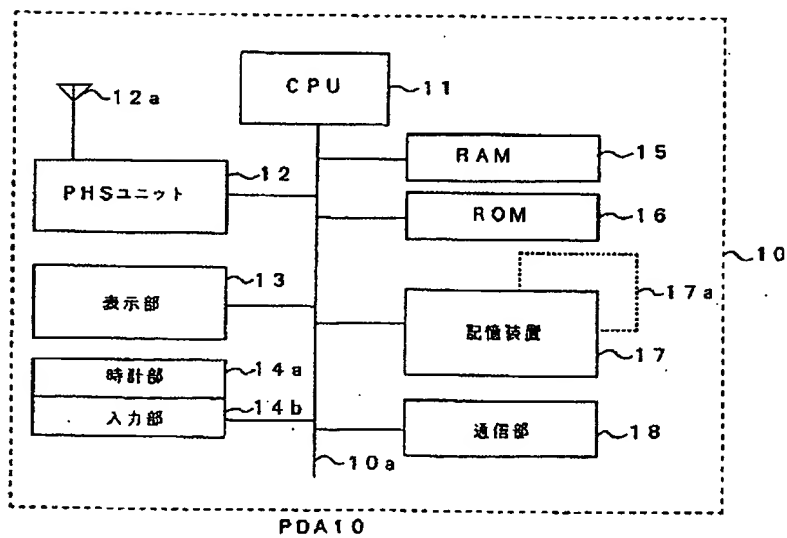 CPU
11
12a
RAM
15
PHSユニット
12
ROM
16
10
表示部
13
17a
記憶装置
17
時計部
14a
入力部
14b
通信部
18
10a
PDA10